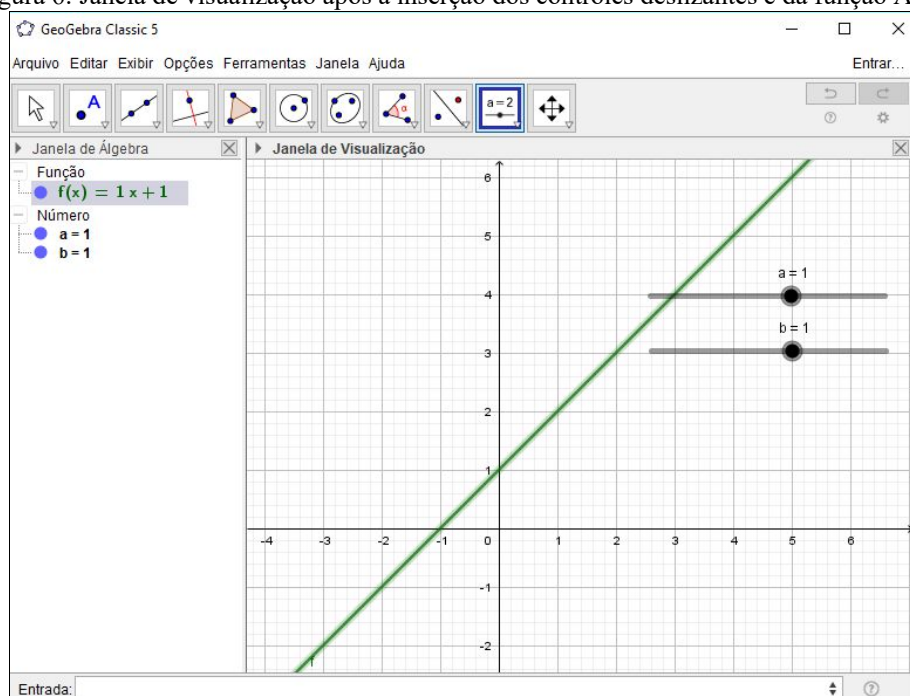 gura 6: Janela de visualização após a inserção dos controles deslizantes e da função A
GeoGebra Classic 5
Arquivo Editar Exibir Opções Ferramentas Janela Ajuda Entrar...
A
α
a=2
Janela de Álgebra
Janela de Visualização
Função
f(x) = 1 x + 1
Número
a = 1
b = 1
6
5
4
3
2
1
a = 1
b = 1
-4 -3 -2 -1 0 1 2 3 4 5 6
-1
-2
f
Entrada: